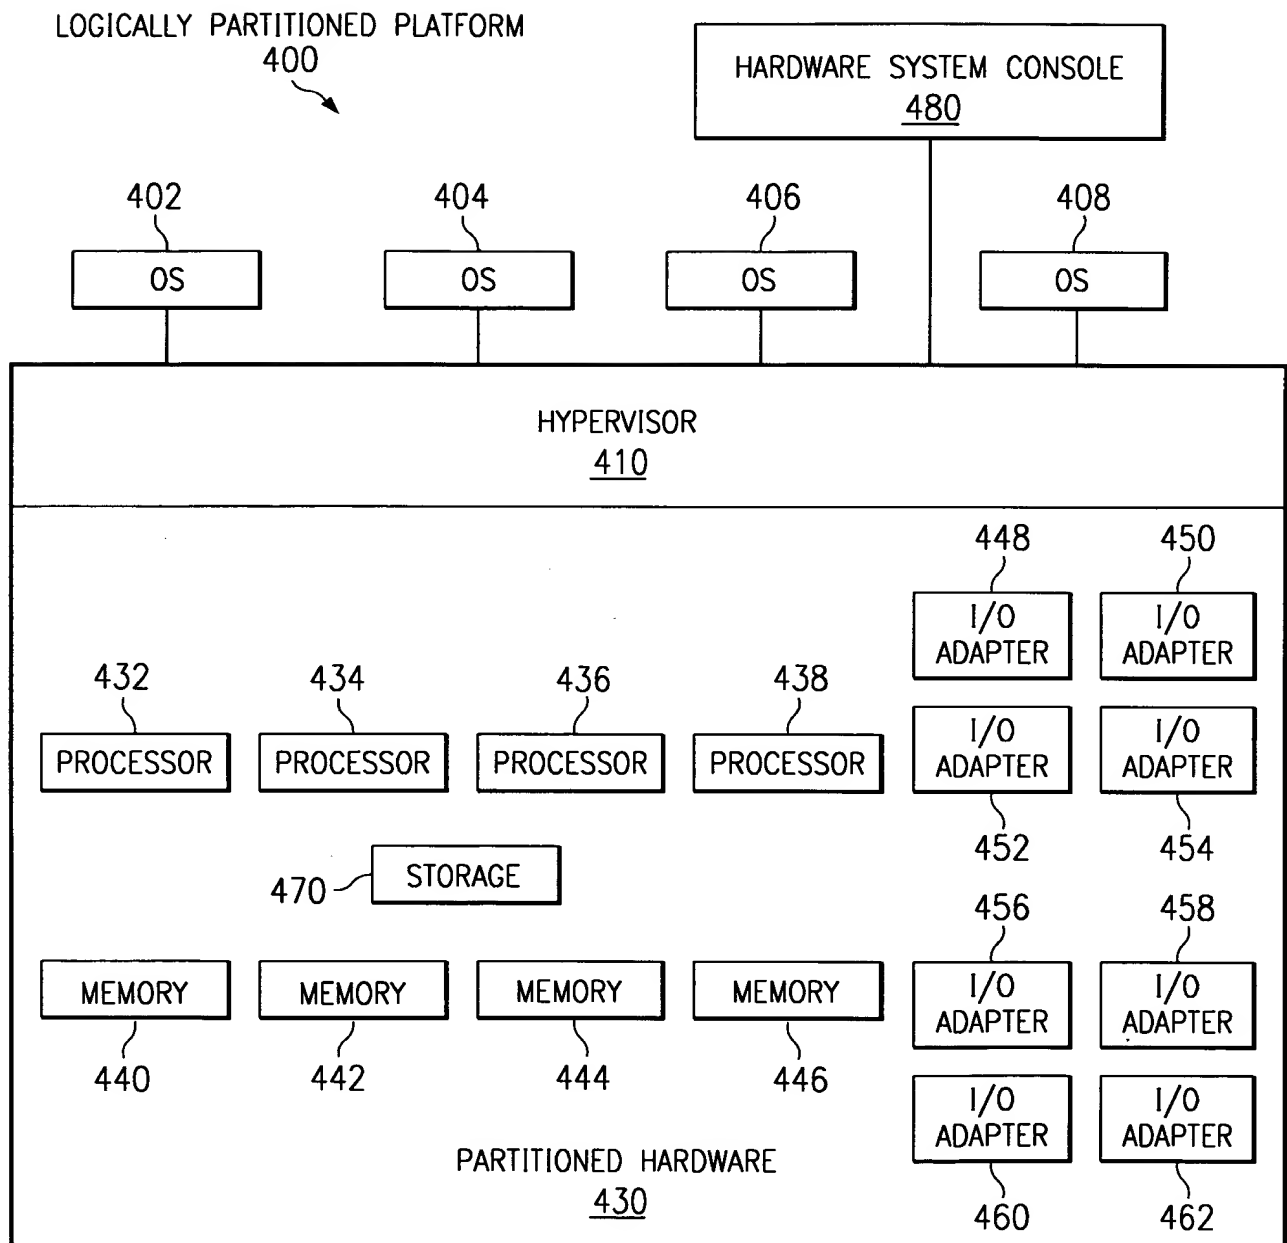 LOGICALLY PARTITIONED PLATFORM
400
HARDWARE SYSTEM CONSOLE
480
402
404
406
408
OS
OS
OS
OS
HYPERVISOR
410
448
450
I/O
ADAPTER
I/O
ADAPTER
432
434
436
438
PROCESSOR
PROCESSOR
PROCESSOR
PROCESSOR
I/O
ADAPTER
I/O
ADAPTER
452
454
470
STORAGE
456
458
MEMORY
MEMORY
MEMORY
MEMORY
I/O
ADAPTER
I/O
ADAPTER
440
442
444
446
I/O
ADAPTER
I/O
ADAPTER
460
462
PARTITIONED HARDWARE
430